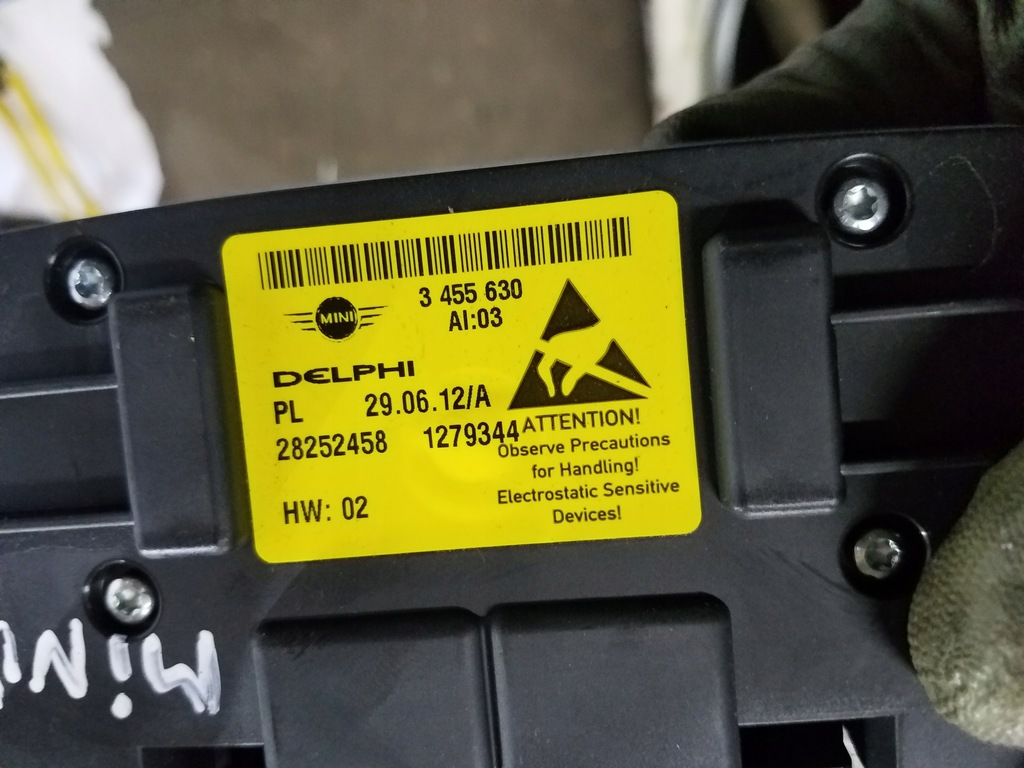 MINI
3 455 630
AI:03
DELPHI
PL 29.06.12/A
28252458 1279344
HW: 02
ATTENTION!
Observe Precautions
for Handling!
Electrostatic Sensitive
Devices!
MiNi